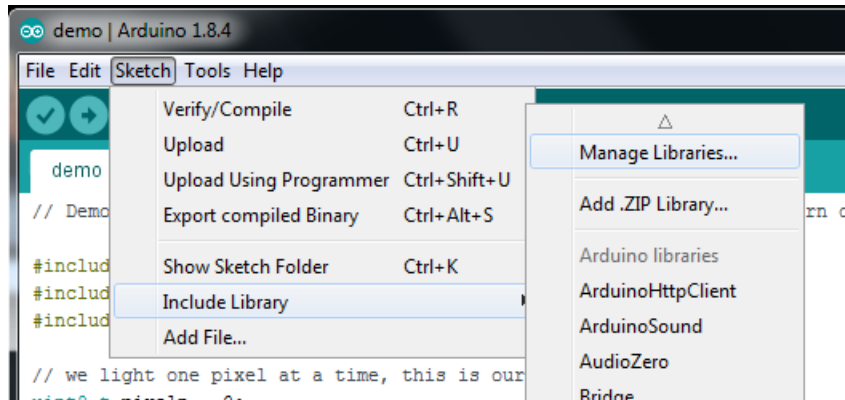 demo | Arduino 1.8.4
File Edit Sketch Tools Help
Verify/Compile Ctrl+R
Upload Ctrl+U
Upload Using Programmer Ctrl+Shift+U
Export compiled Binary Ctrl+Alt+S
Show Sketch Folder Ctrl+K
Include Library
Add File...
Manage Libraries...
Add .ZIP Library...
Arduino libraries
ArduinoHttpClient
ArduinoSound
AudioZero
Bridge
demo
// Demo
rn
#includ
#includ
#includ
// we light one pixel at a time, this is our